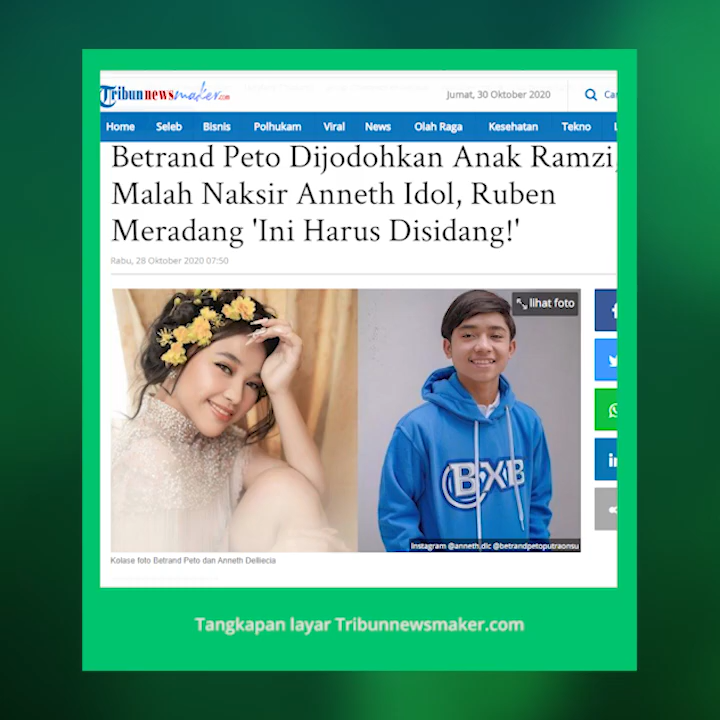 Tribunnewsmaker.com
Jumat, 30 Oktober 2020
Home Seleb Bisnis Polhukam Viral News Olah Raga Kesehatan Tekno
Betrand Peto Dijodohkan Anak Ramzi,
Malah Naksir Anneth Idol, Ruben
Meradang 'Ini Harus Disidang!'
Rabu, 28 Oktober 2020 07:50
lihat foto
BXB
Instagram @anneth.dlc @betrandpetoputraonsu
Kolase foto Betrand Peto dan Anneth Delliecia
Tangkapan layar Tribunnewsmaker.com